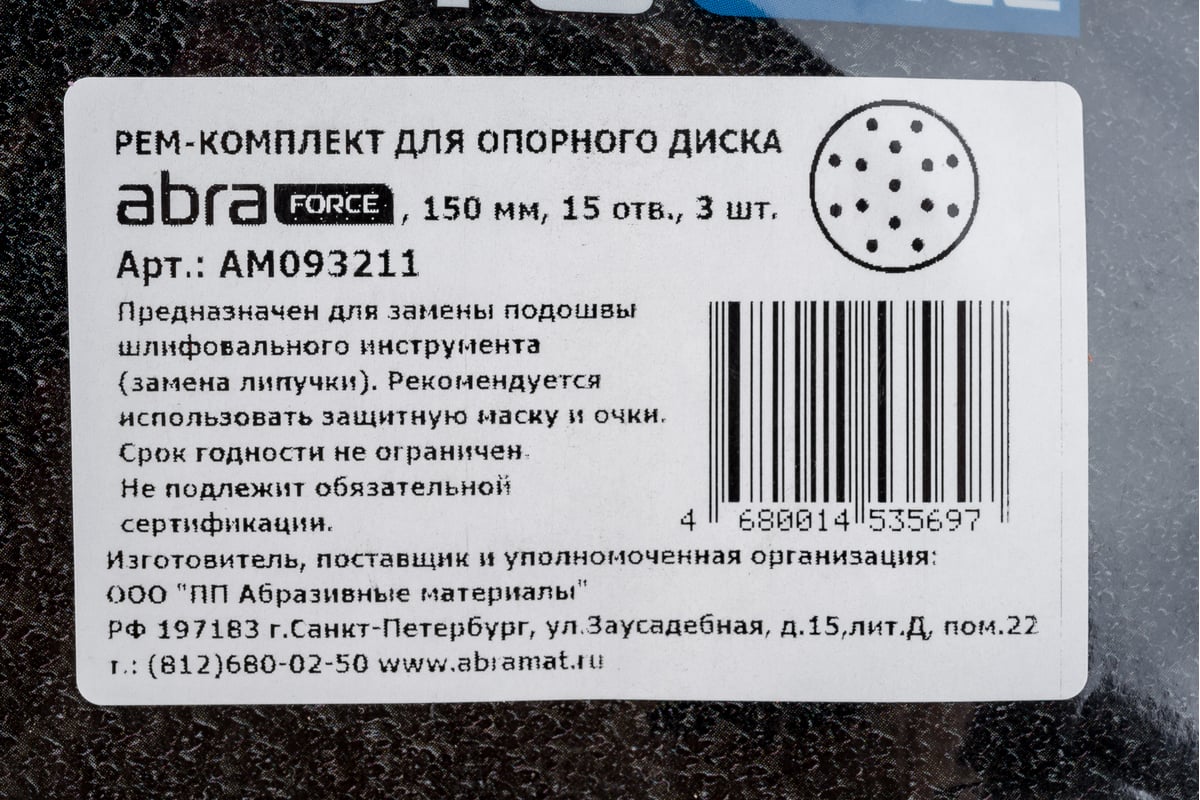 РЕМ-КОМПЛЕКТ ДЛЯ ОПОРНОГО ДИСКА
abra FORCE, 150 мм, 15 отв., 3 шт.
Арт.: AM093211
Предназначен для замены подошвы
шлифовального инструмента
(замена липучки). Рекомендуется
использовать защитную маску и очки.
Срок годности не ограничен.
Не подлежит обязательной
сертификации.
4 680014 535697
Изготовитель, поставщик и уполномоченная организация:
ООО "ПП Абразивные материалы"
РФ 197183 г.Санкт-Петербург, ул.Заусадебная, д.15,лит.Д, пом.22
т.: (812)680-02-50 www.abramat.ru